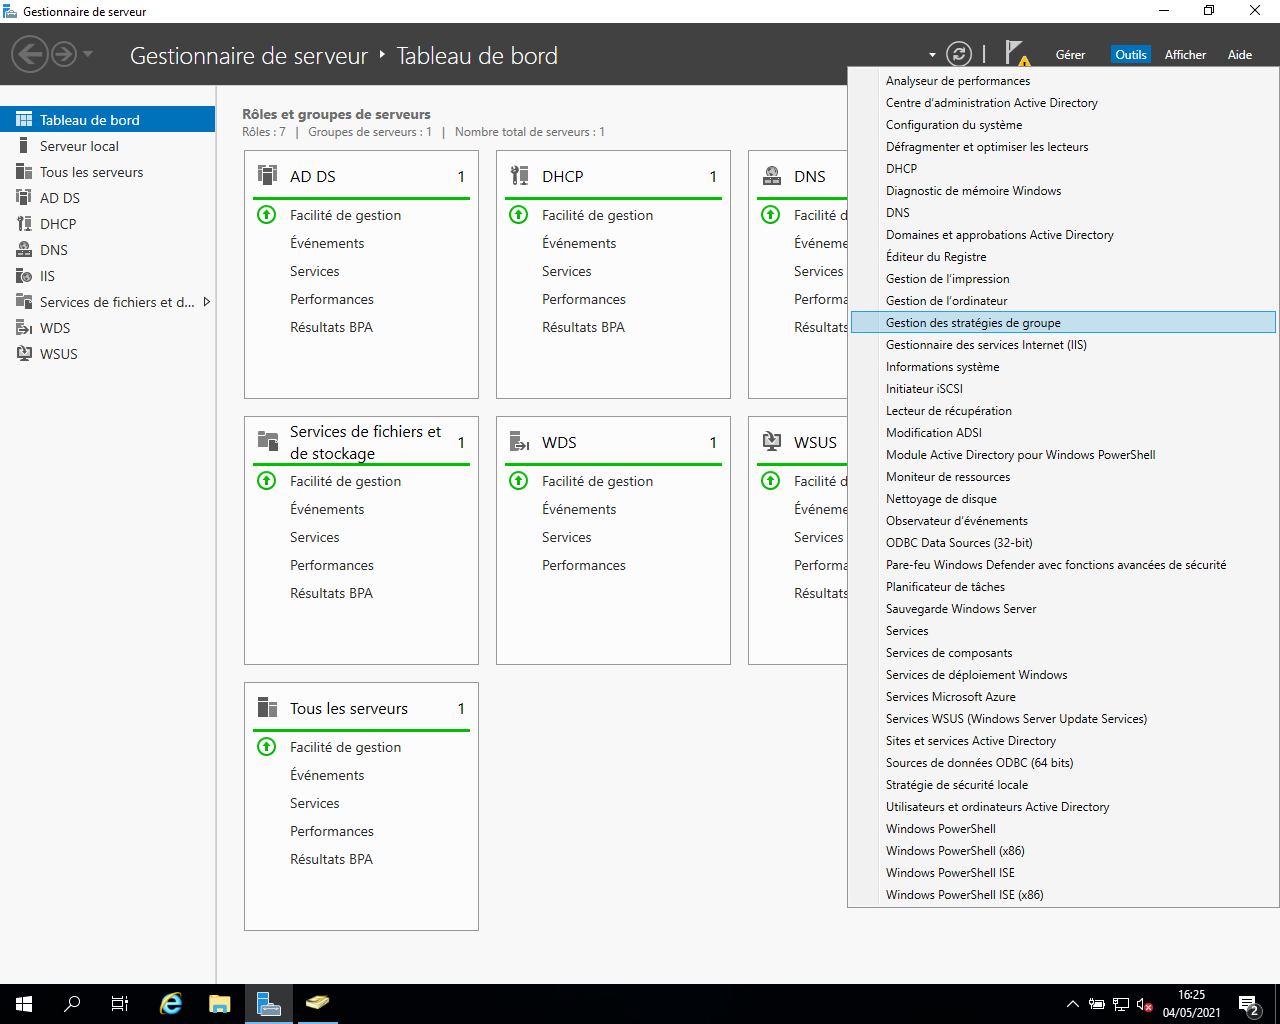 Gestionnaire de serveur
Gestionnaire de serveur ‣ Tableau de bord
Gérer
Outils
Afficher
Aide
Tableau de bord
Serveur local
Tous les serveurs
AD DS
DHCP
DNS
IIS
Services de fichiers et d...
WDS
WSUS
Rôles et groupes de serveurs
Rôles : 7 | Groupes de serveurs : 1 | Nombre total de serveurs : 1
AD DS 1
Facilité de gestion
Événements
Services
Performances
Résultats BPA
DHCP 1
Facilité de gestion
Événements
Services
Performances
Résultats BPA
DNS
Facilité d
Événeme
Services
Performa
Résultats
Services de fichiers et
de stockage 1
Facilité de gestion
Événements
Services
Performances
Résultats BPA
WDS 1
Facilité de gestion
Événements
Services
Performances
WSUS
Facilité d
Événeme
Services
Performa
Résultats
Tous les serveurs 1
Facilité de gestion
Événements
Services
Performances
Résultats BPA
Analyseur de performances
Centre d'administration Active Directory
Configuration du système
Défragmenter et optimiser les lecteurs
DHCP
Diagnostic de mémoire Windows
DNS
Domaines et approbations Active Directory
Éditeur du Registre
Gestion de l'impression
Gestion de l'ordinateur
Gestion des stratégies de groupe
Gestionnaire des services Internet (IIS)
Informations système
Initiateur iSCSI
Lecteur de récupération
Modification ADSI
Module Active Directory pour Windows PowerShell
Moniteur de ressources
Nettoyage de disque
Observateur d'événements
ODBC Data Sources (32-bit)
Pare-feu Windows Defender avec fonctions avancées de sécurité
Planificateur de tâches
Sauvegarde Windows Server
Services
Services de composants
Services de déploiement Windows
Services Microsoft Azure
Services WSUS (Windows Server Update Services)
Sites et services Active Directory
Sources de données ODBC (64 bits)
Stratégie de sécurité locale
Utilisateurs et ordinateurs Active Directory
Windows PowerShell
Windows PowerShell (x86)
Windows PowerShell ISE
Windows PowerShell ISE (x86)
16:25
04/05/2021
2